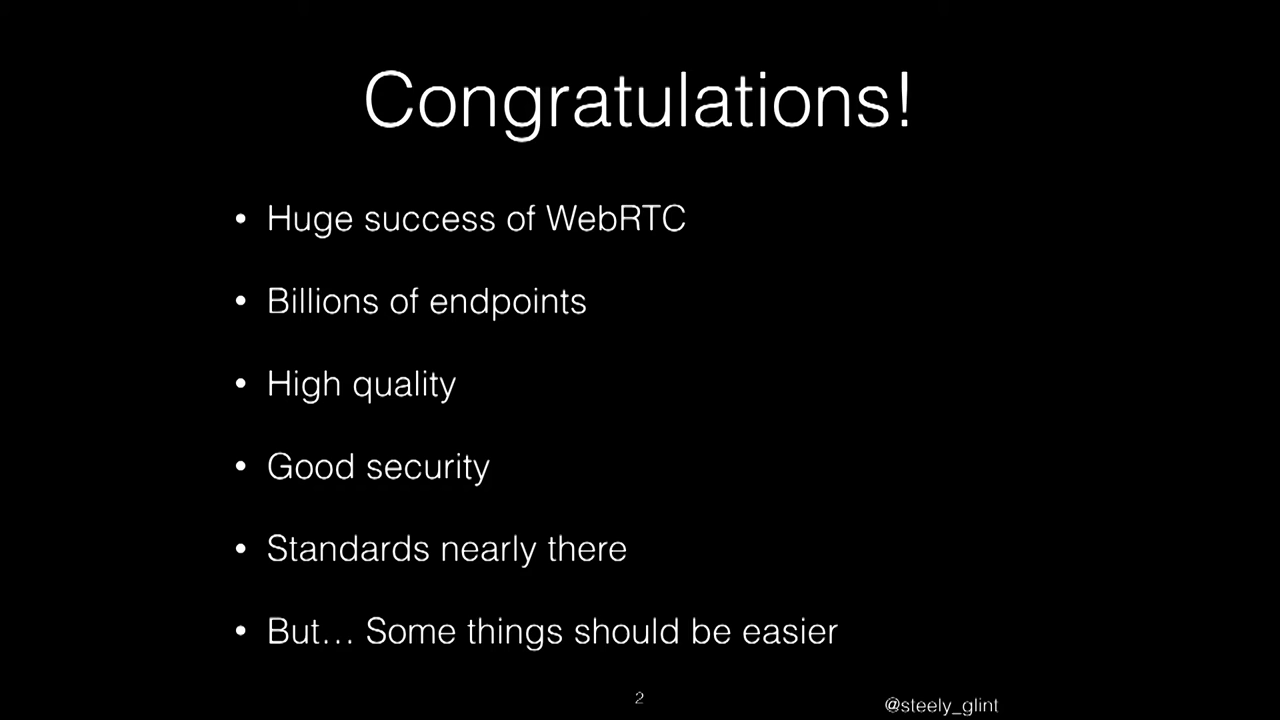 Congratulations!
• Huge success of WebRTC
• Billions of endpoints
• High quality
• Good security
• Standards nearly there
• But… Some things should be easier
2
@steely_glint